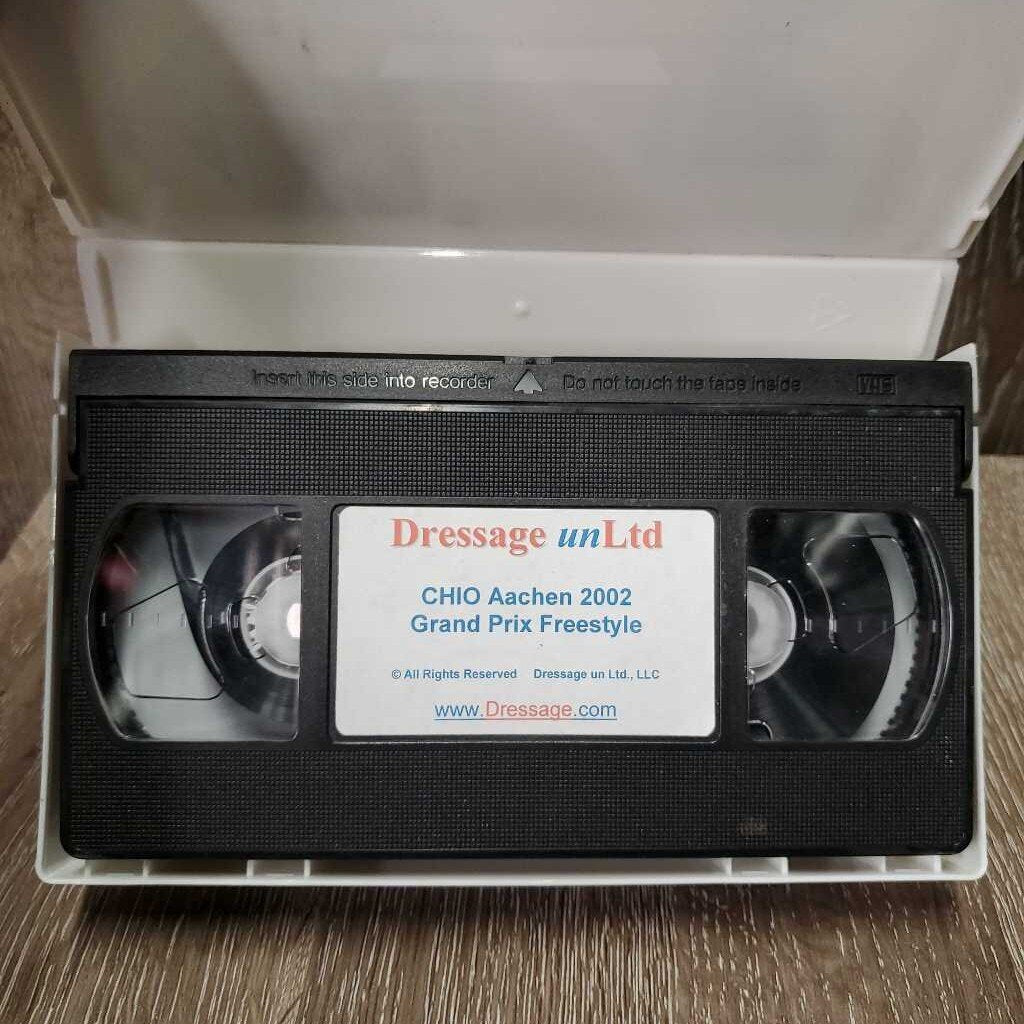 Insert this side into recorder Do not touch the tape inside VHS
Dressage unLtd
CHIO Aachen 2002
Grand Prix Freestyle
© All Rights Reserved Dressage un Ltd., LLC
www.Dressage.com